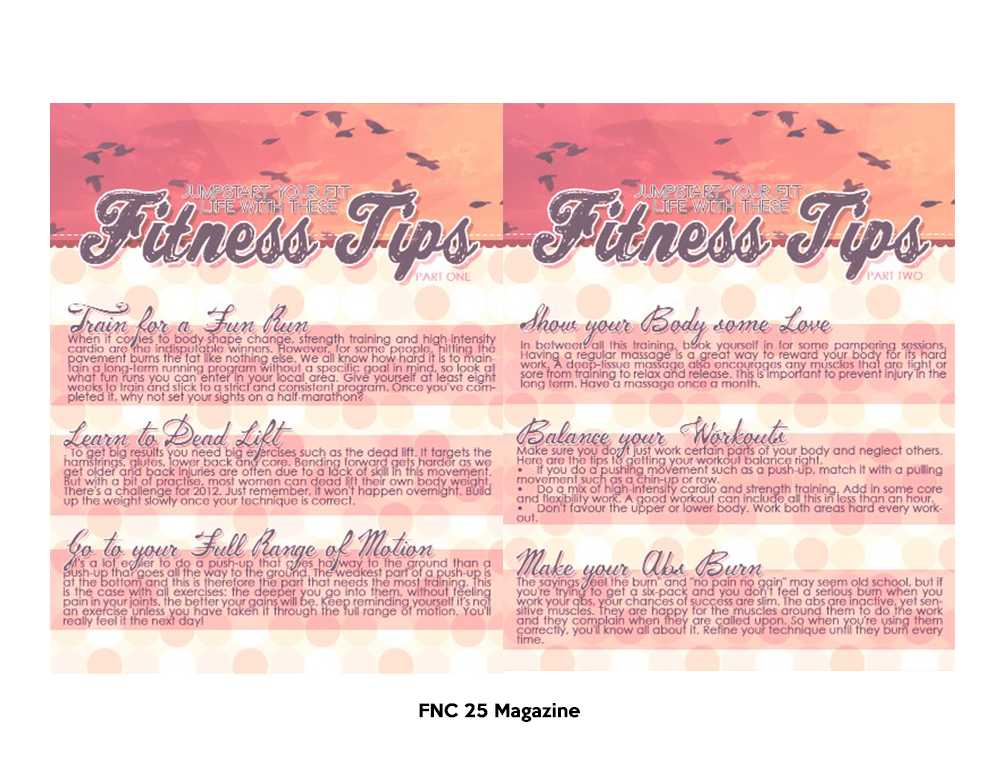 JUMPSTART YOUR FIT
LIFE WITH THESE
Fitness Tips
PART ONE
Train for a Fun Run
When it comes to body-shape change, strength training and high-intensity
cardio are the indisputable winners. However, for some people, hitting the
pavement burns the fat like nothing else. We all know how hard it is to main-
tain a long-term running program without a specific goal in mind, so look at
what fun runs you can enter in your local area. Give yourself at least eight
weeks to train and stick to a strict and consistent program. Once you've com-
pleted it, why not set your sights on a half-marathon?
Learn to Dead Lift
To get big results you need big exercises such as the dead lift. It targets the
hamstrings, glutes, lower back and core. Bending forward gets harder as we
get older and back injuries are often due to a lack of skill in this movement.
But with a bit of practise, most women can dead lift their own body weight.
There's a challenge for 2012. Just remember, it won't happen overnight. Build
up the weight slowly once your technique is correct.
Go to your Full Range of Motion
It's a lot easier to do a push-up that goes halfway to the ground than a
push-up that goes all the way to the ground. The weakest part of a push-up is
at the bottom and this is therefore the part that needs the most training. This
is the case with all exercises: the deeper you go into them, without feeling
pain in your joints, the better your gains will be. Keep reminding yourself it's not
an exercise unless you have taken it through the full range of motion. You'll
really feel it the next day!
JUMPSTART YOUR FIT
LIFE WITH THESE
Fitness Tips
PART TWO
Show your Body some Love
In between all this training, book yourself in for some pampering sessions.
Having a regular massage is a great way to reward your body for its hard
work. A deep-tissue massage also encourages any muscles that are tight or
sore from training to relax and release. This is important to prevent injury in the
long term. Have a massage once a month.
Balance your Workouts
Make sure you don't just work certain parts of your body and neglect others.
Here are the tips to getting your workout balance right.
• If you do a pushing movement such as a push-up, match it with a pulling
movement such as a chin-up or row.
• Do a mix of high-intensity cardio and strength training. Add in some core
and flexibility work. A good workout can include all this in less than an hour.
• Don't favour the upper or lower body. Work both areas hard every work-
out.
Make your Abs Burn
The sayings "feel the burn" and "no pain no gain" may seem old school, but if
you're trying to get a six-pack and you don't feel a serious burn when you
work your abs, your chances of success are slim. The abs are inactive, yet sen-
sitive muscles. They are happy for the muscles around them to do the work
and they complain when they are called upon. So when you're using them
correctly, you'll know all about it. Refine your technique until they burn every
time.
FNC 25 Magazine